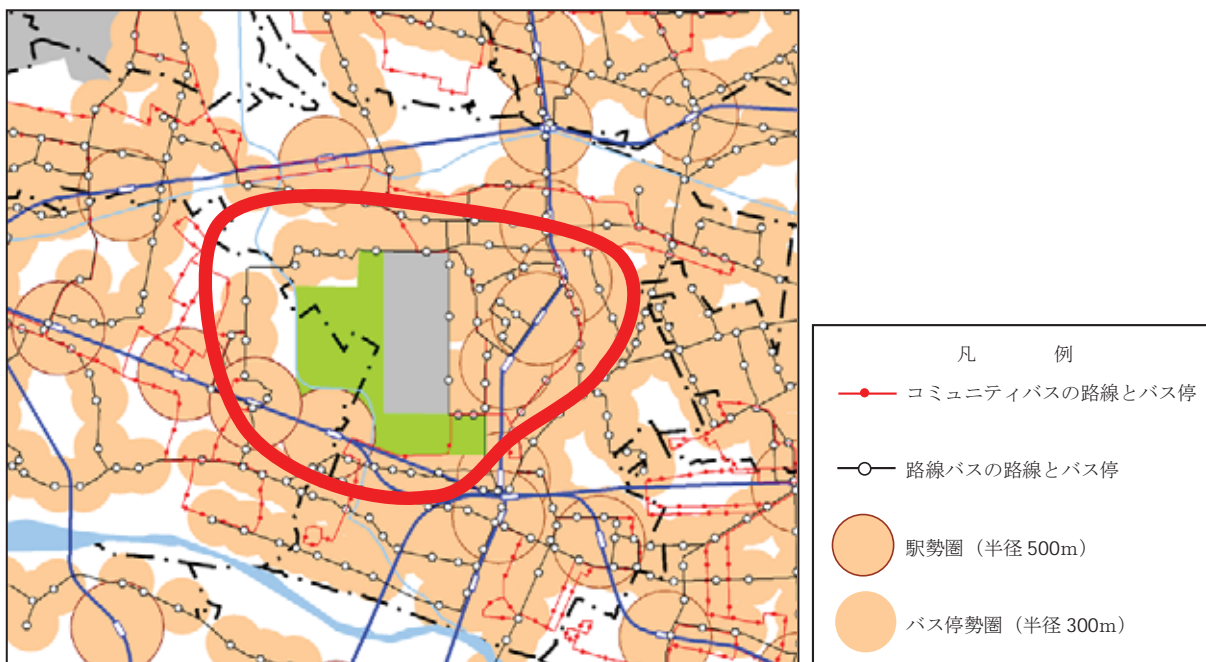 凡 例
コミュニティバスの路線とバス停
路線バスの路線とバス停
駅勢圏（半径 500m）
バス停勢圏（半径 300m）